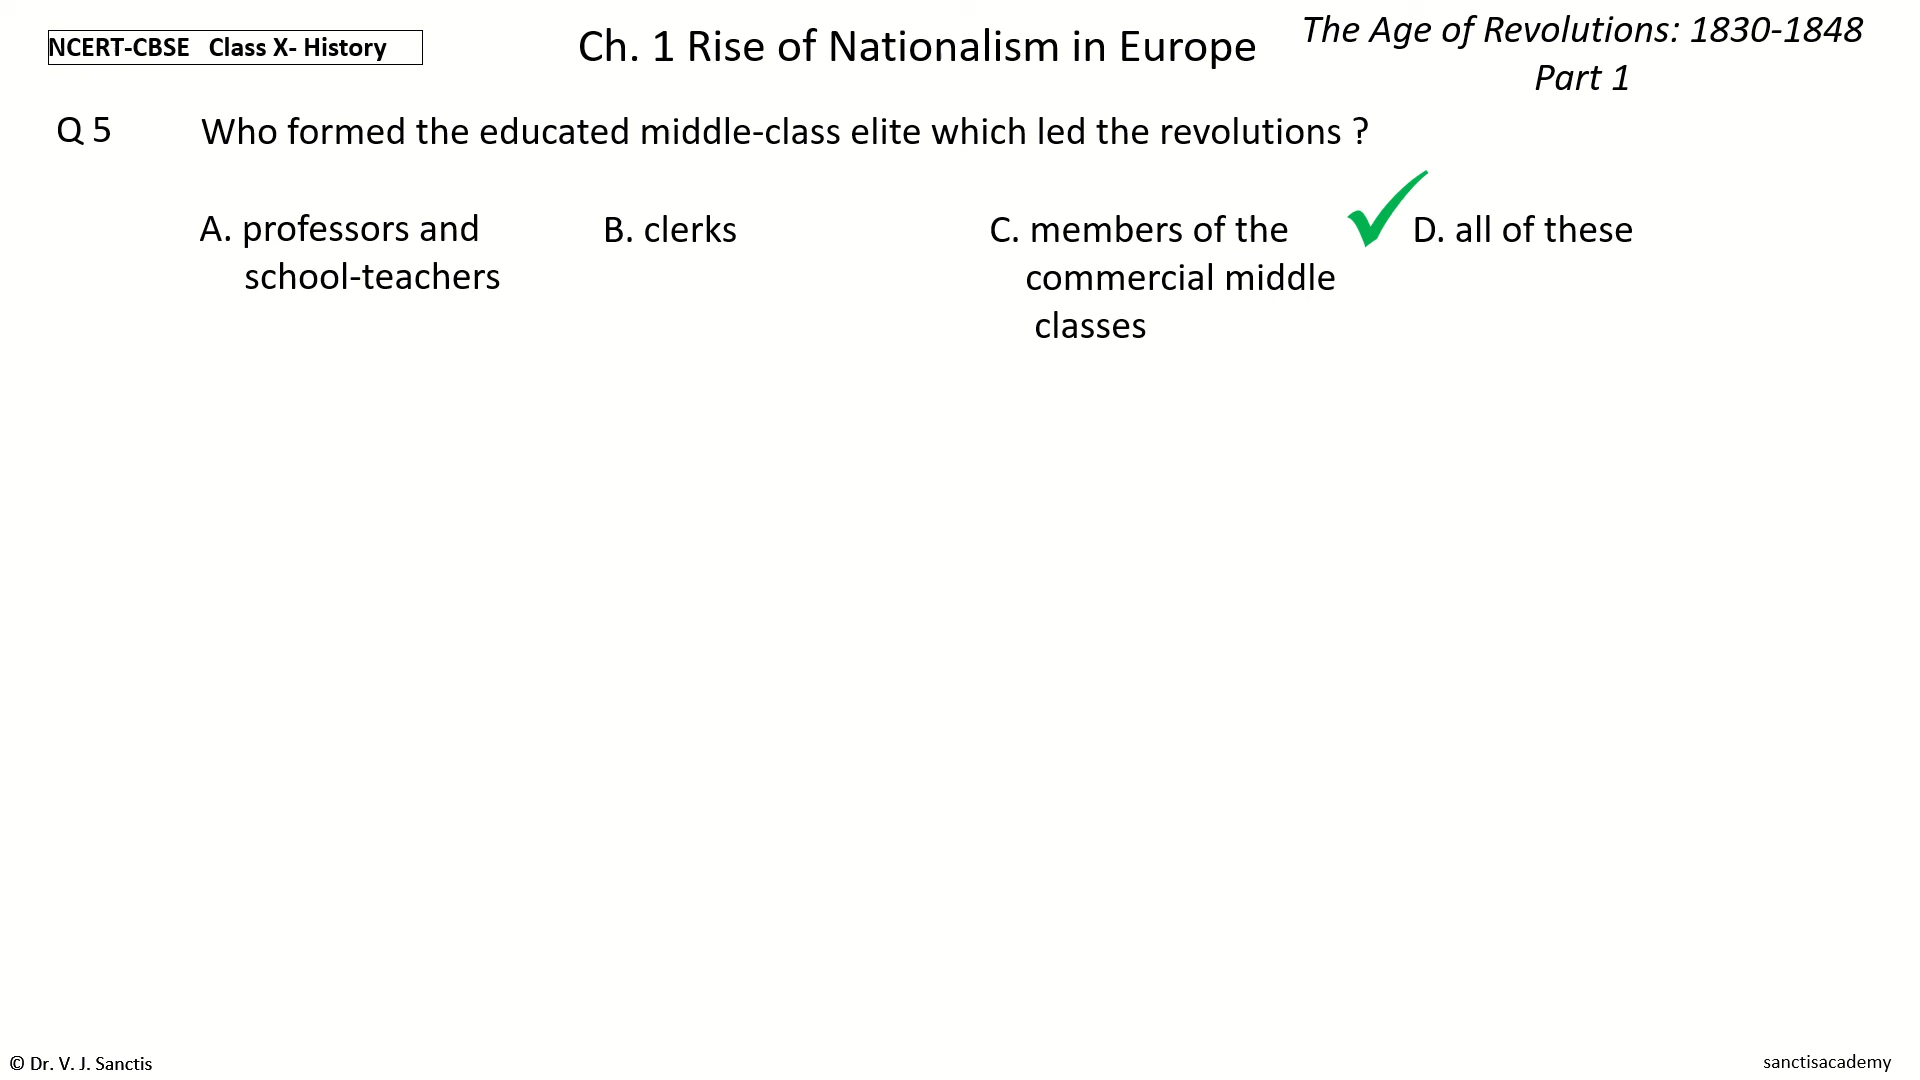 NCERT-CBSE Class X- History
Ch. 1 Rise of Nationalism in Europe
The Age of Revolutions: 1830-1848
Part 1
Q 5 Who formed the educated middle-class elite which led the revolutions ?
A. professors and
school-teachers
B. clerks
C. members of the
commercial middle
classes
D. all of these
© Dr. V. J. Sanctis
sanctisacademy